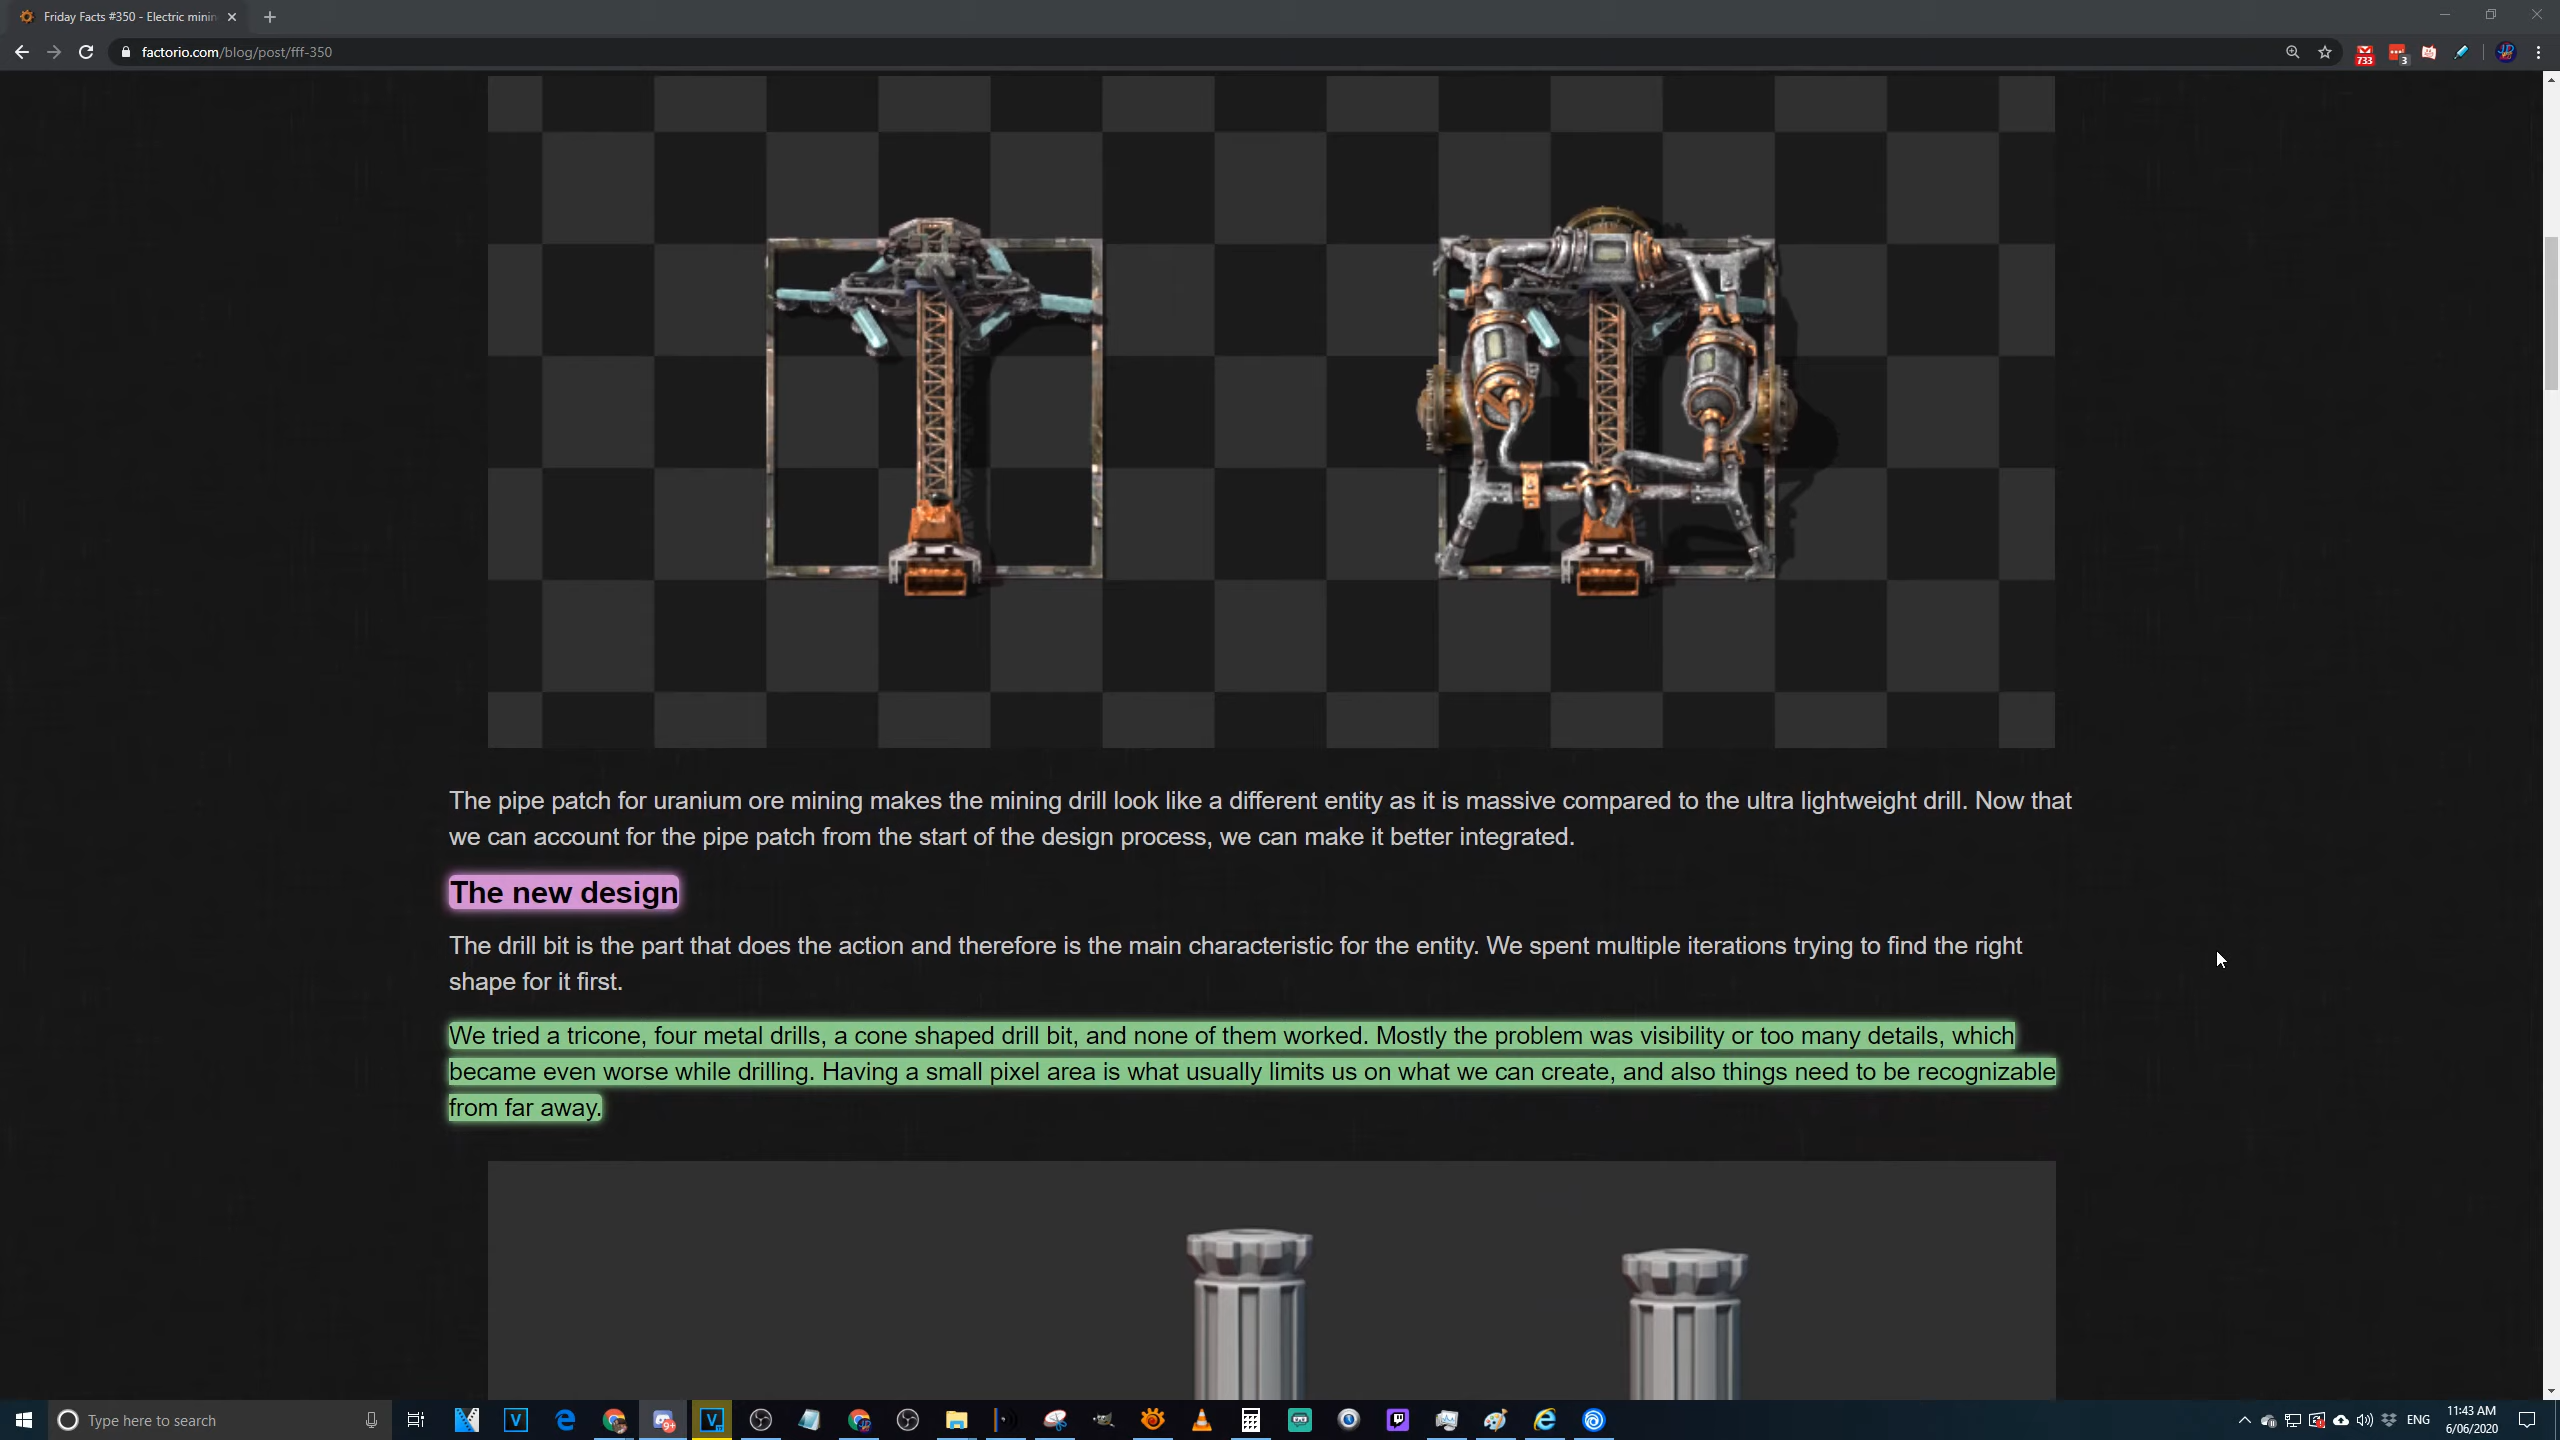 Friday Facts #350 - Electric minin
factorio.com/blog/post/fff-350
733
3
The pipe patch for uranium ore mining makes the mining drill look like a different entity as it is massive compared to the ultra lightweight drill. Now that
we can account for the pipe patch from the start of the design process, we can make it better integrated.
The new design
The drill bit is the part that does the action and therefore is the main characteristic for the entity. We spent multiple iterations trying to find the right
shape for it first.
We tried a tricone, four metal drills, a cone shaped drill bit, and none of them worked. Mostly the problem was visibility or too many details, which
became even worse while drilling. Having a small pixel area is what usually limits us on what we can create, and also things need to be recognizable
from far away.
Type here to search
9+
ENG
11:43 AM
6/06/2020